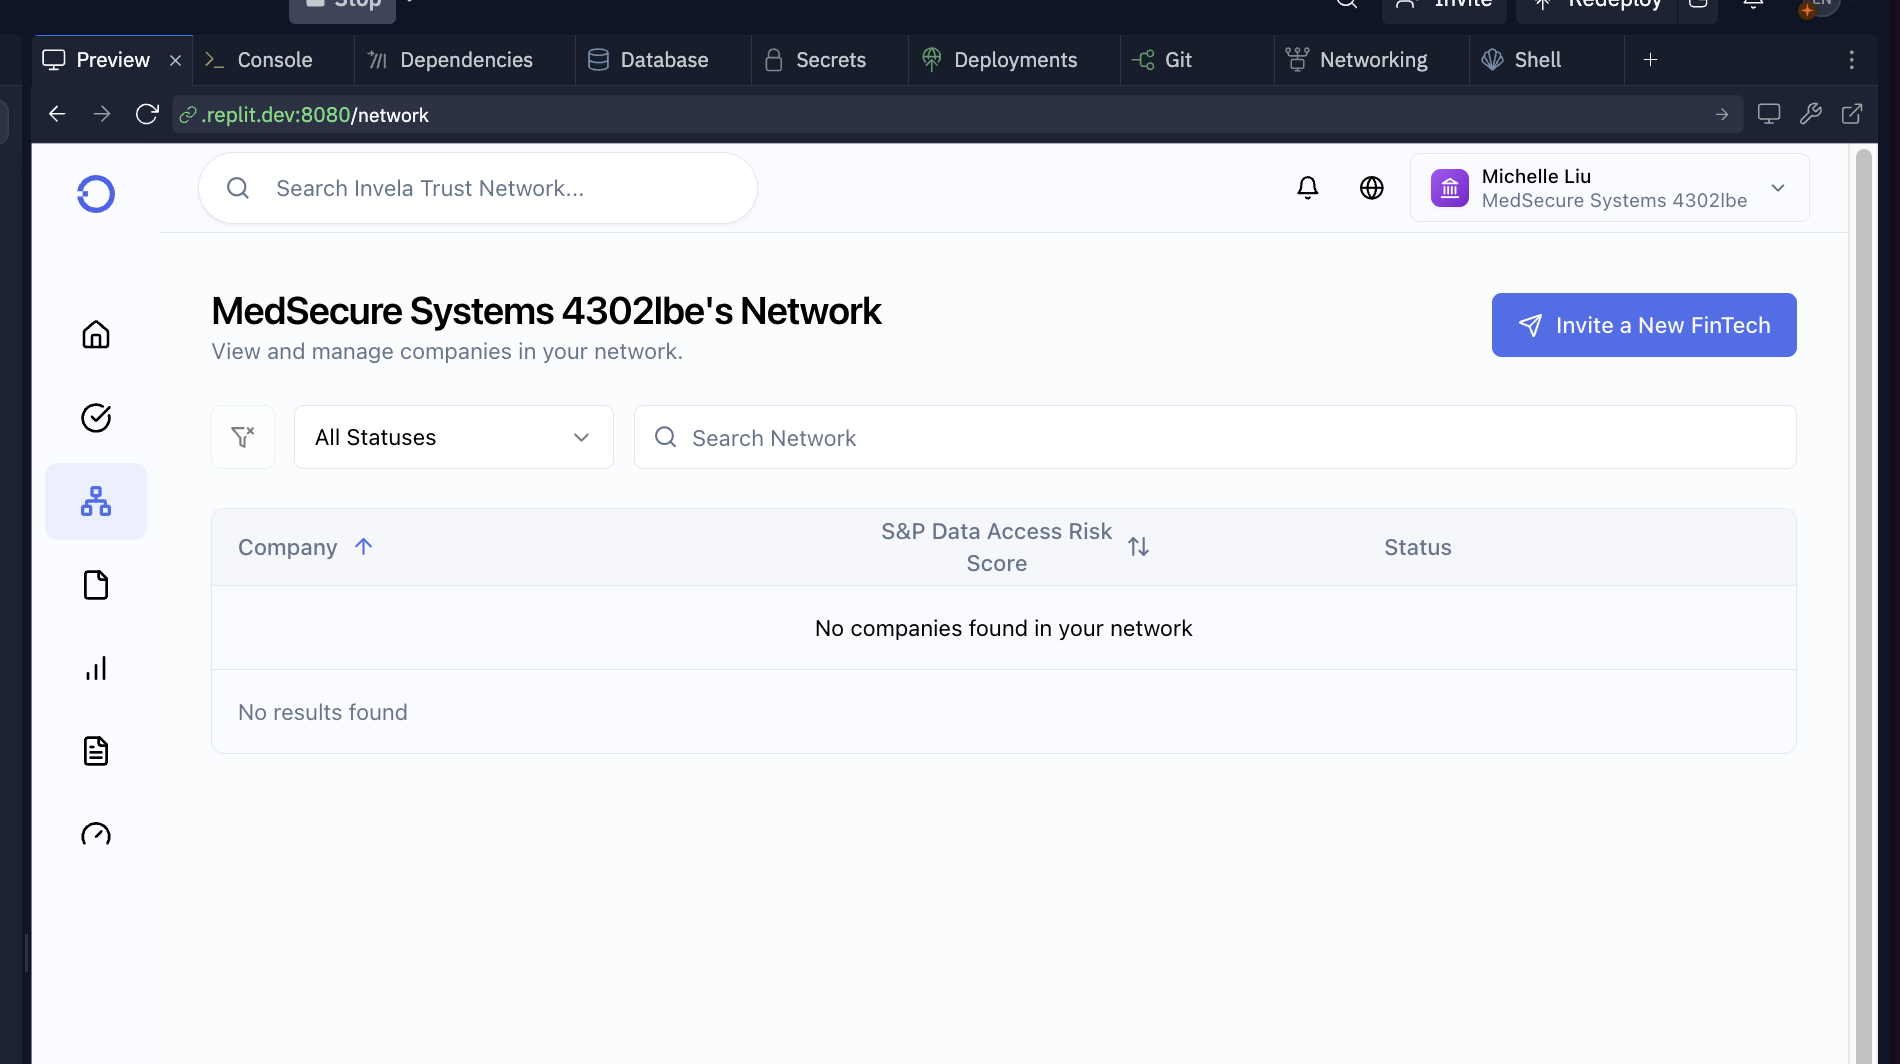 Stop
Invite
Redeploy
EN
Preview
Console
Dependencies
Database
Secrets
Deployments
Git
Networking
Shell
.replit.dev:8080/network
Search Invela Trust Network...
Michelle Liu
MedSecure Systems 4302lbe
MedSecure Systems 4302lbe's Network
View and manage companies in your network.
Invite a New FinTech
All Statuses
Search Network
Company
S&P Data Access Risk
Score
Status
No companies found in your network
No results found